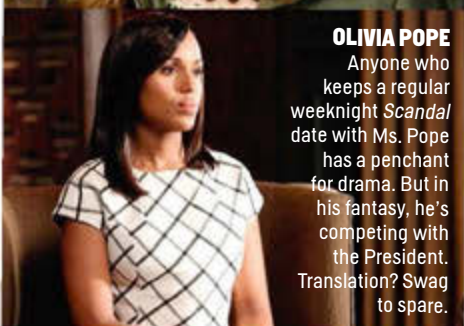 OLIVIA POPE
Anyone who
keeps a regular
weeknight Scandal
date with Ms. Pope
has a penchant
for drama. But in
his fantasy, he's
competing with
the President.
Translation? Swag
to spare.